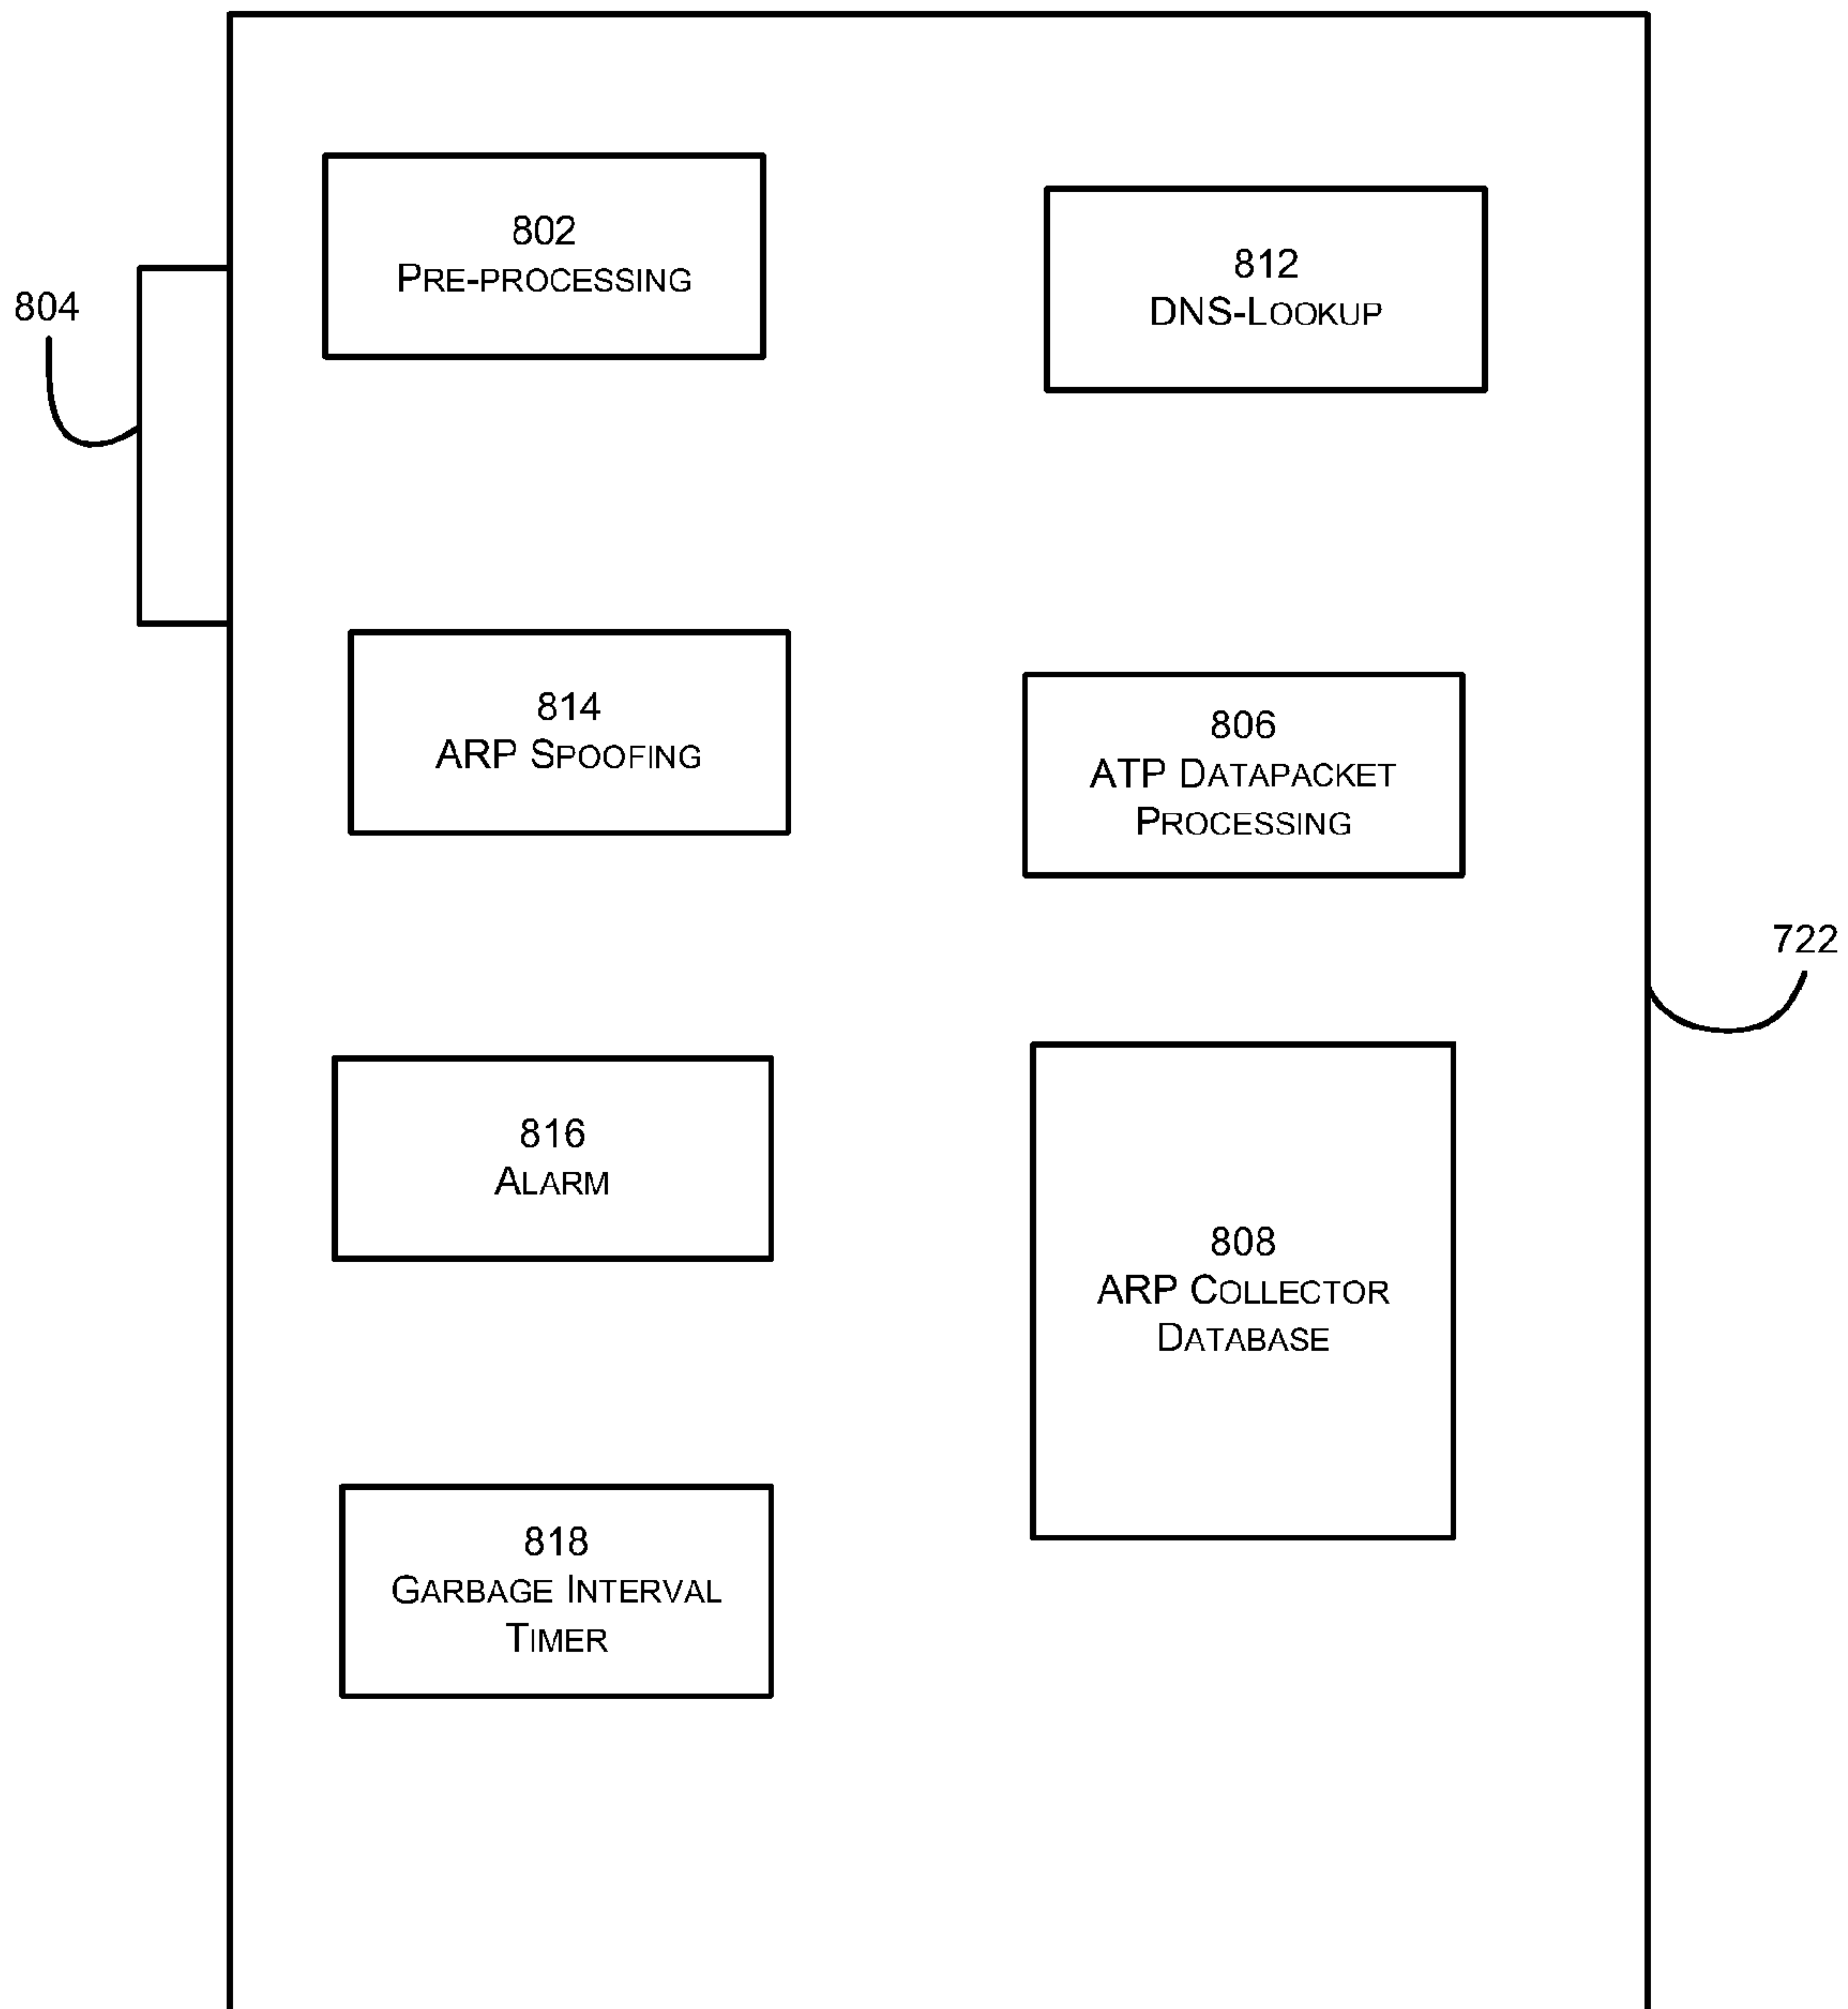 802
PRE-PROCESSING
812
DNS-LOOKUP
804
814
ARP SPOOFING
806
ATP DATAPACKET
PROCESSING
722
816
ALARM
808
ARP COLLECTOR
DATABASE
818
GARBAGE INTERVAL
TIMER